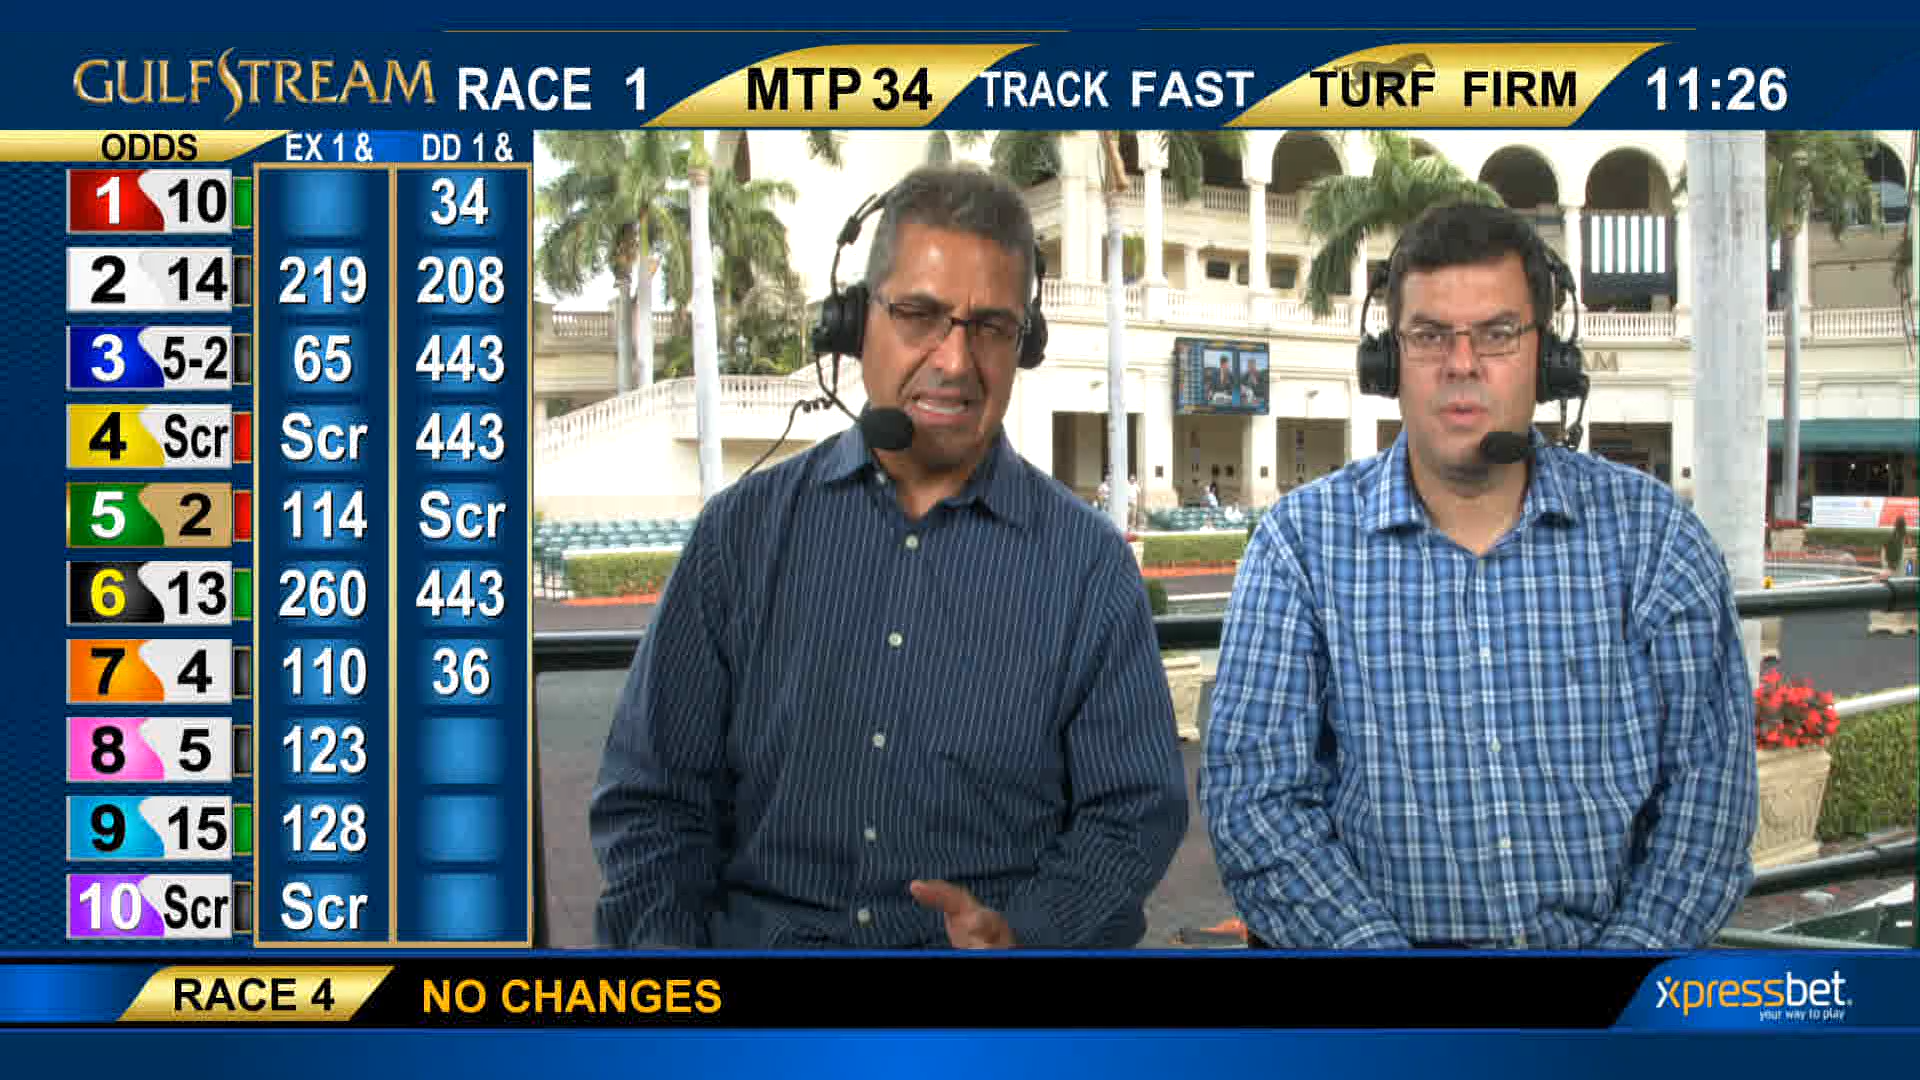 GULFSTREAM RACE 1 MTP 34 TRACK FAST TURF FIRM 11:26
ODDS EX 1 & DD 1 &
1 10 34
2 14 219 208
3 5-2 65 443
4 Scr Scr 443
5 2 114 Scr
6 13 260 443
7 4 110 36
8 5 123
9 15 128
10 Scr Scr
RACE 4 NO CHANGES
xpressbet.
your way to play